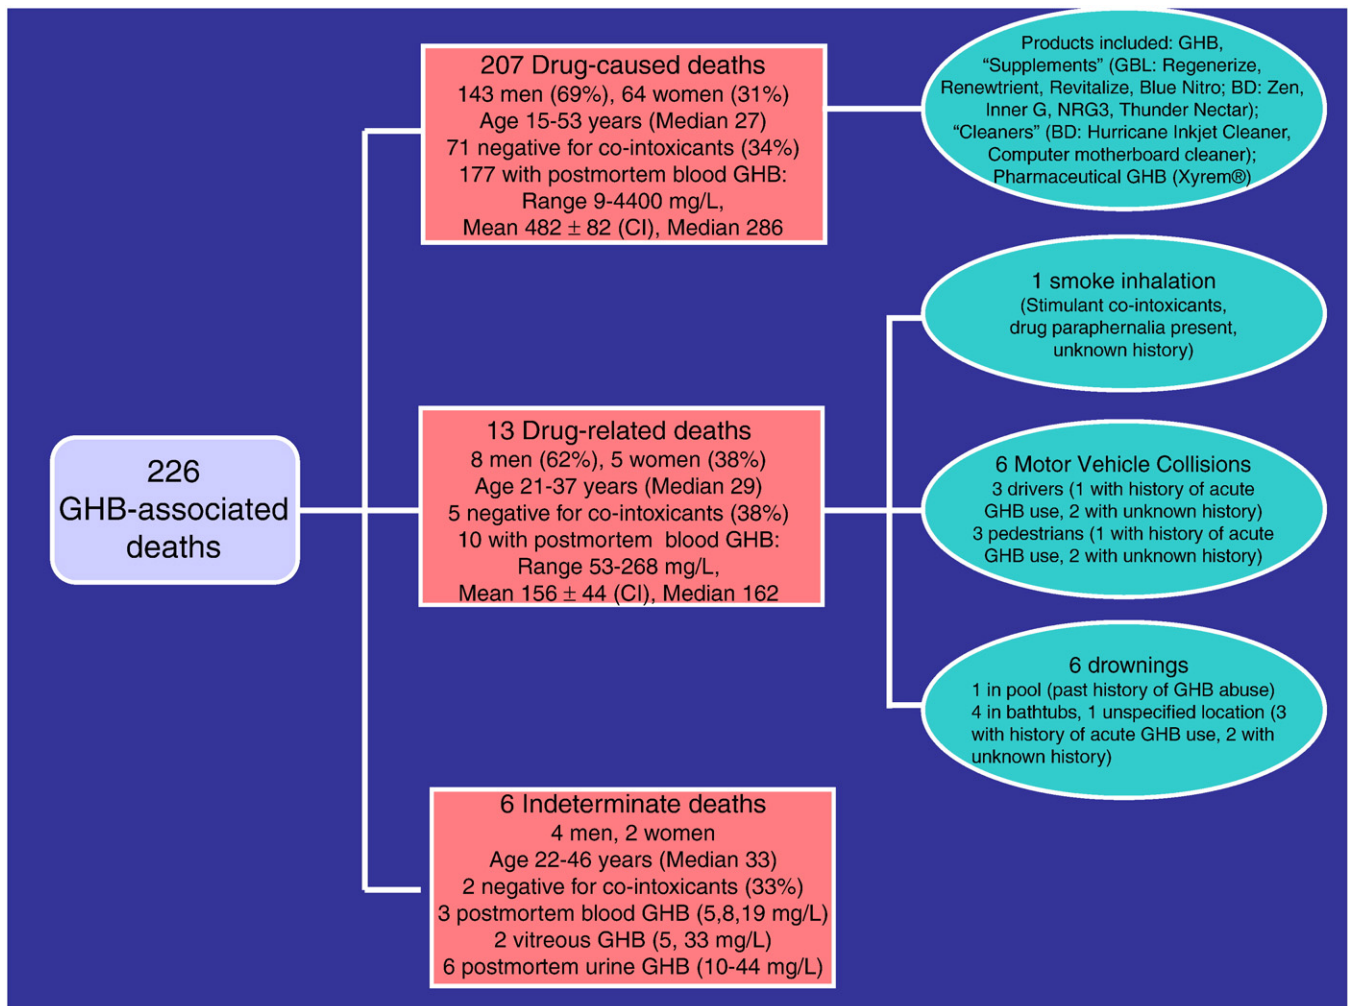 226
GHB-associated
deaths
207 Drug-caused deaths
143 men (69%), 64 women (31%)
Age 15-53 years (Median 27)
71 negative for co-intoxicants (34%)
177 with postmortem blood GHB:
Range 9-4400 mg/L,
Mean 482 ± 82 (CI), Median 286
Products included: GHB,
“Supplements” (GBL: Regenerize,
Renewtrient, Revitalize, Blue Nitro; BD: Zen,
Inner G, NRG3, Thunder Nectar);
“Cleaners” (BD: Hurricane Inkjet Cleaner,
Computer motherboard cleaner);
Pharmaceutical GHB (Xyrem®)
13 Drug-related deaths
8 men (62%), 5 women (38%)
Age 21-37 years (Median 29)
5 negative for co-intoxicants (38%)
10 with postmortem blood GHB:
Range 53-268 mg/L,
Mean 156 ± 44 (CI), Median 162
1 smoke inhalation
(Stimulant co-intoxicants,
drug paraphernalia present,
unknown history)
6 Motor Vehicle Collisions
3 drivers (1 with history of acute
GHB use, 2 with unknown history)
3 pedestrians (1 with history of acute
GHB use, 2 with unknown history)
6 drownings
1 in pool (past history of GHB abuse)
4 in bathtubs, 1 unspecified location (3
with history of acute GHB use, 2 with
unknown history)
6 Indeterminate deaths
4 men, 2 women
Age 22-46 years (Median 33)
2 negative for co-intoxicants (33%)
3 postmortem blood GHB (5,8,19 mg/L)
2 vitreous GHB (5, 33 mg/L)
6 postmortem urine GHB (10-44 mg/L)